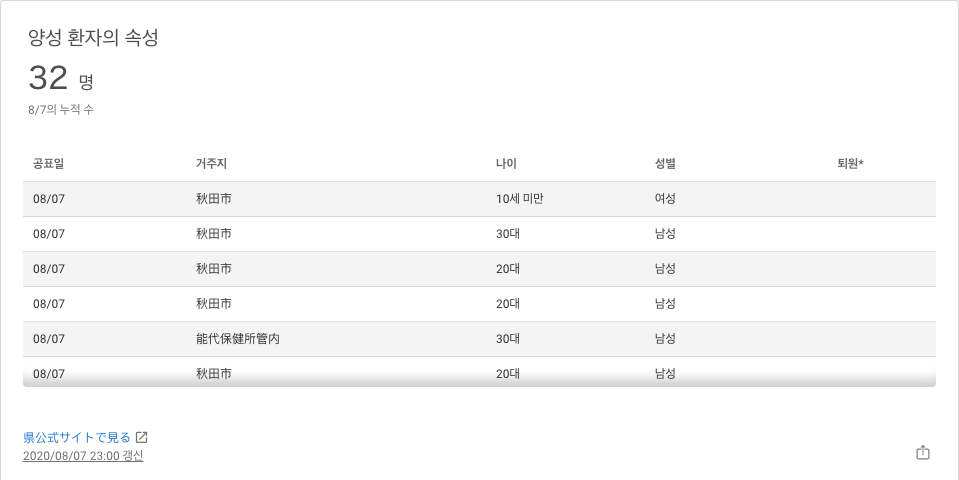 양성 환자의 속성
32 명
8/7의 누적 수
공표일 거주지 나이 성별 퇴원*
08/07 秋田市 10세 미만 여성
08/07 秋田市 30대 남성
08/07 秋田市 20대 남성
08/07 秋田市 20대 남성
08/07 能代保健所管内 30대 남성
08/07 秋田市 20대 남성
県公式サイトで見る
2020/08/07 23:00 갱신